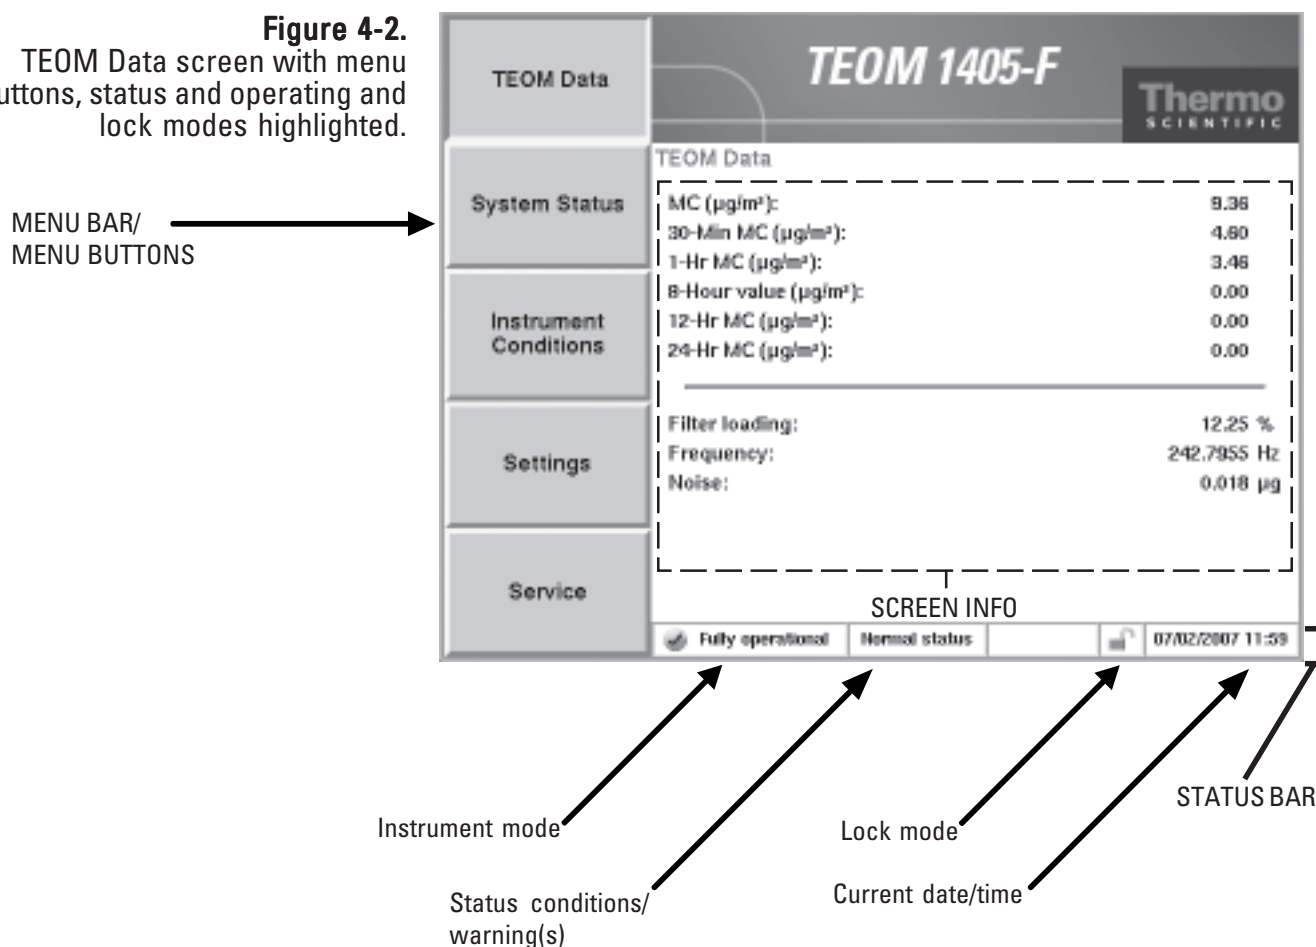 Figure 4-2.
TEOM Data screen with menu
uttons, status and operating and
lock modes highlighted.
MENU BAR/
MENU BUTTONS
TEOM Data
System Status
Instrument
Conditions
Settings
Service
TEOM 1405-F
Thermo
SCIENTIFIC
TEOM Data
MC (µg/m³): 9.36
30-Min MC (µg/m³): 4.60
1-Hr MC (µg/m³): 3.46
8-Hour value (µg/m³): 0.00
12-Hr MC (µg/m³): 0.00
24-Hr MC (µg/m³): 0.00
Filter loading: 12.25 %
Frequency: 242.7955 Hz
Noise: 0.018 µg
SCREEN INFO
Fully operational
Normal status
07/02/2007 11:59
STATUS BAR
Instrument mode
Lock mode
Status conditions/
warning(s)
Current date/time